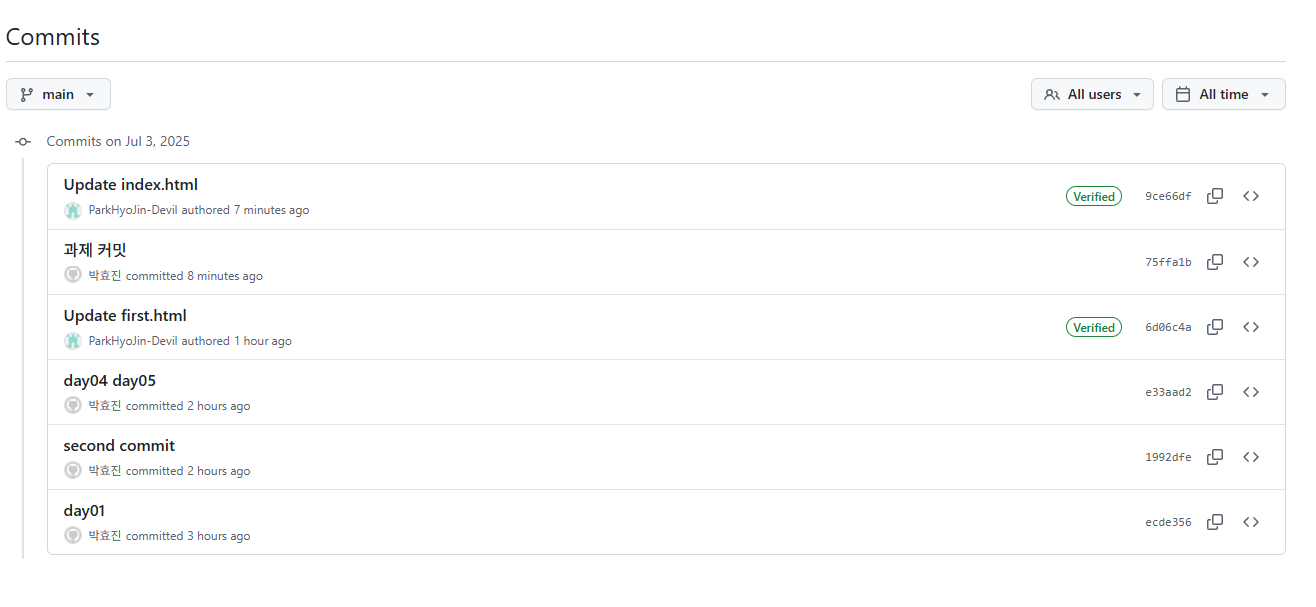 Commits
main
All users
All time
Commits on Jul 3, 2025
Update index.html
ParkHyoJin-Devil authored 7 minutes ago
Verified
9ce66df
과제 커밋
박효진 committed 8 minutes ago
75ffa1b
Update first.html
ParkHyoJin-Devil authored 1 hour ago
Verified
6d06c4a
day04 day05
박효진 committed 2 hours ago
e33aad2
second commit
박효진 committed 2 hours ago
1992dfe
day01
박효진 committed 3 hours ago
ecde356